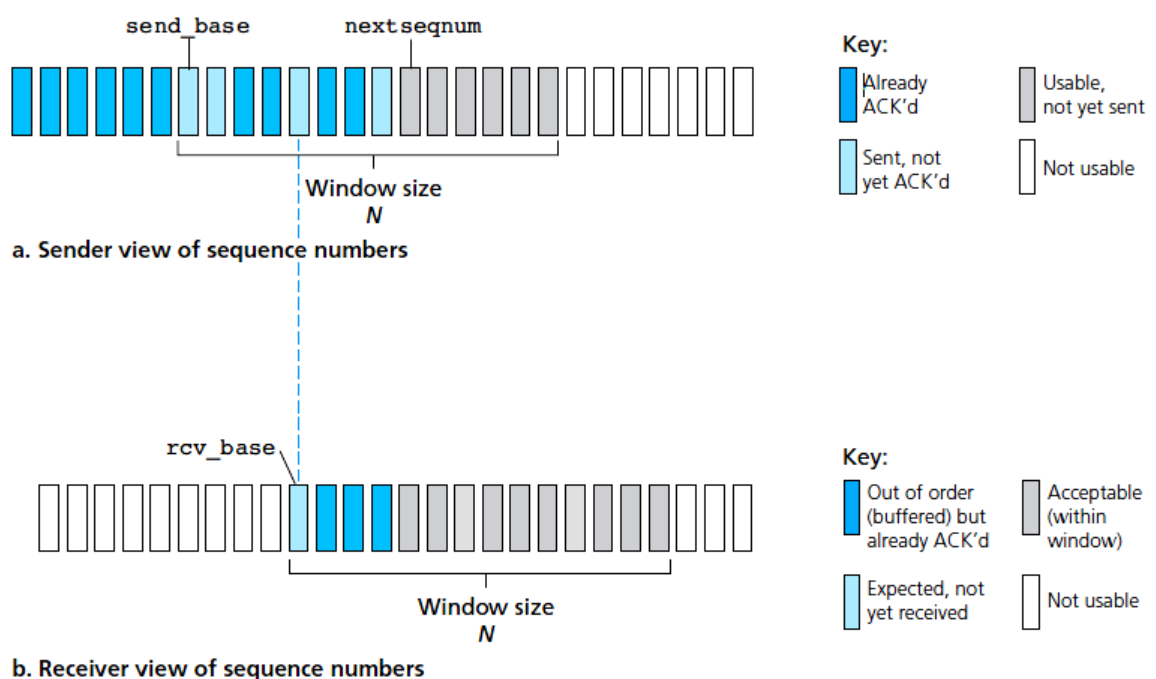 send_base
nextseqnum
Window size
N
a. Sender view of sequence numbers
Key:
Already
ACK'd
Usable,
not yet sent
Sent, not
yet ACK'd
Not usable
rcv_base
Window size
N
b. Receiver view of sequence numbers
Key:
Out of order
(buffered) but
already ACK'd
Acceptable
(within
window)
Expected, not
yet received
Not usable